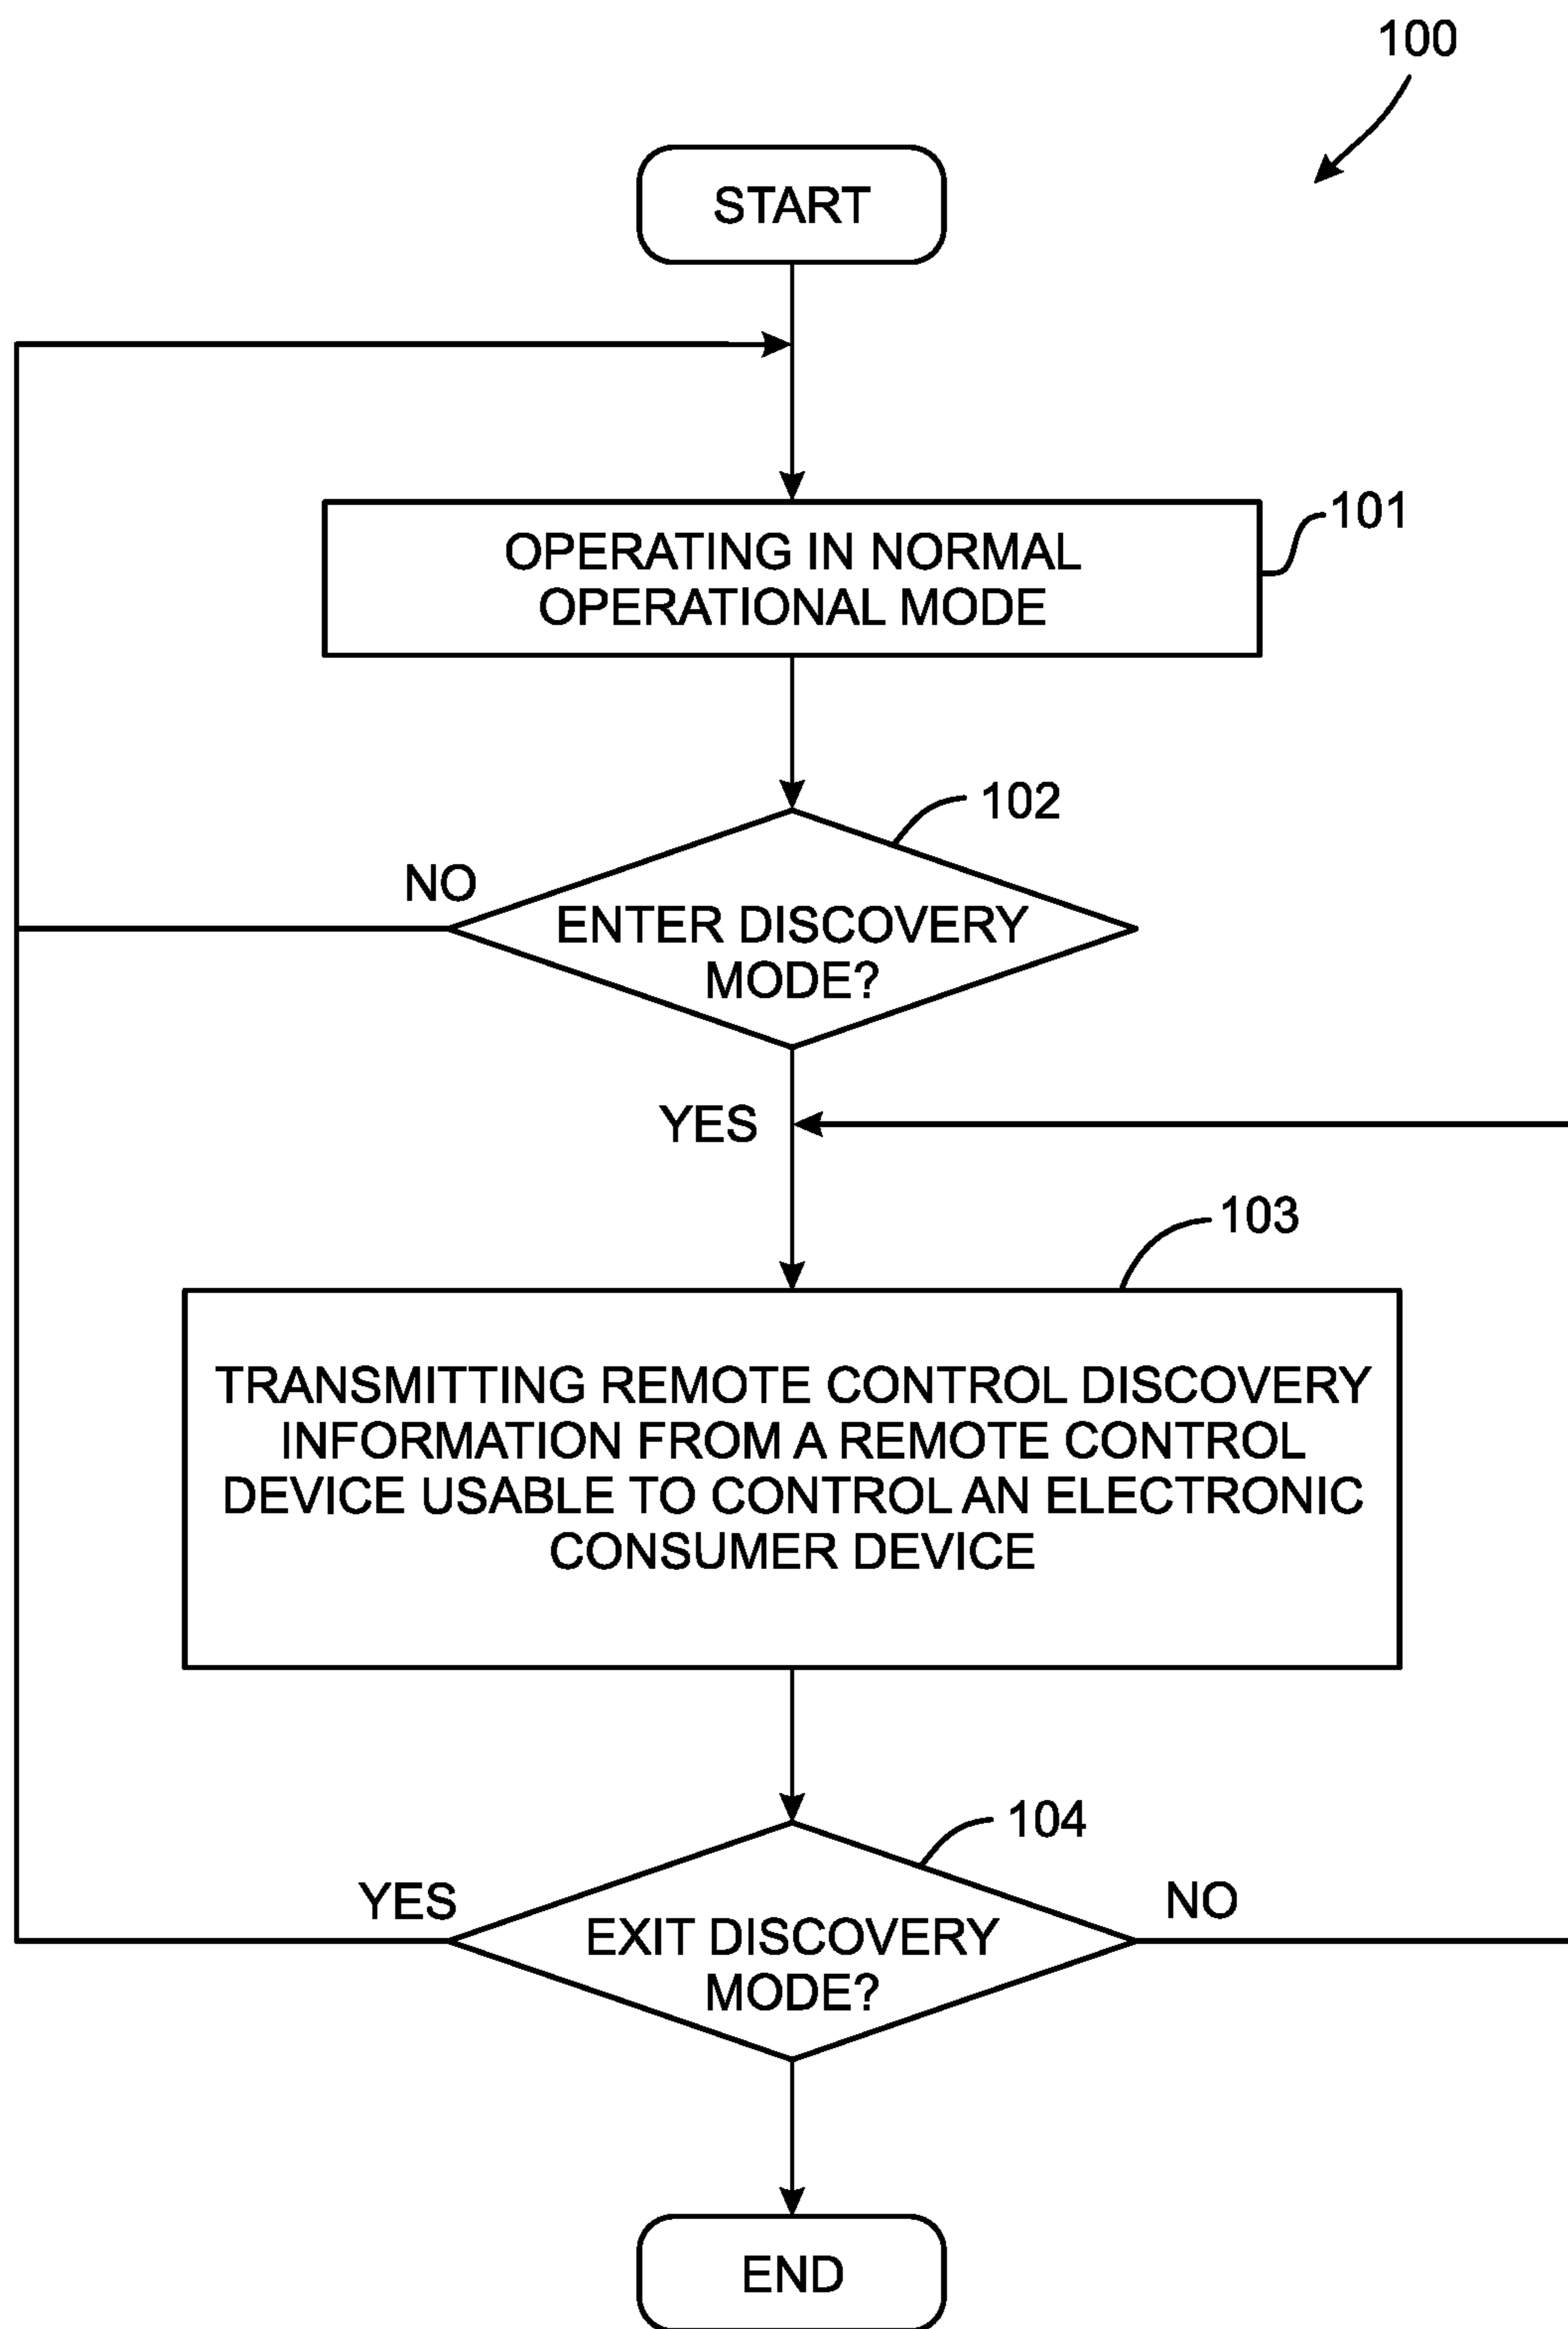 100
START
OPERATING IN NORMAL
OPERATIONAL MODE
101
102
NO
ENTER DISCOVERY
MODE?
YES
103
TRANSMITTING REMOTE CONTROL DISCOVERY
INFORMATION FROM A REMOTE CONTROL
DEVICE USABLE TO CONTROL AN ELECTRONIC
CONSUMER DEVICE
104
YES
NO
EXIT DISCOVERY
MODE?
END